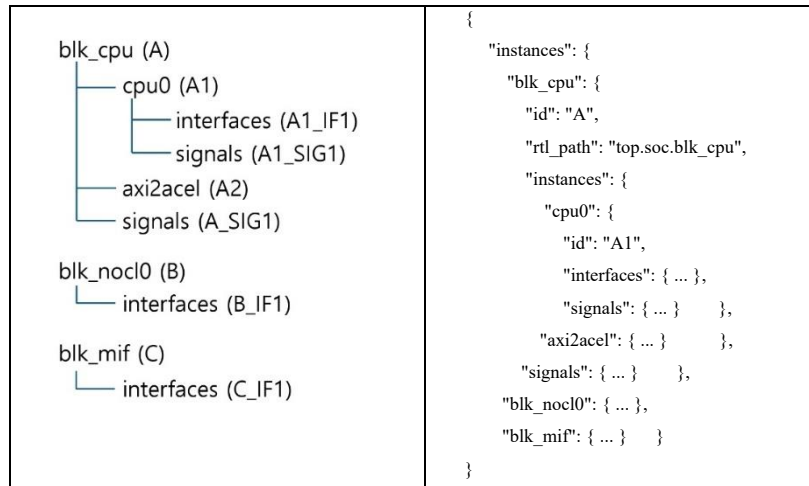 blk_cpu (A)
cpu0 (A1)
interfaces (A1_IF1)
signals (A1_SIG1)
axi2acel (A2)
signals (A_SIG1)
blk_nocl0 (B)
interfaces (B_IF1)
blk_mif (C)
interfaces (C_IF1)
{
"instances": {
"blk_cpu": {
"id": "A",
"rtl_path": "top.soc.blk_cpu",
"instances": {
"cpu0": {
"id": "A1",
"interfaces": { ... },
"signals": { ... } },
"axi2acel": { ... } },
"signals": { ... } },
"blk_nocl0": { ... },
"blk_mif": { ... } }
}